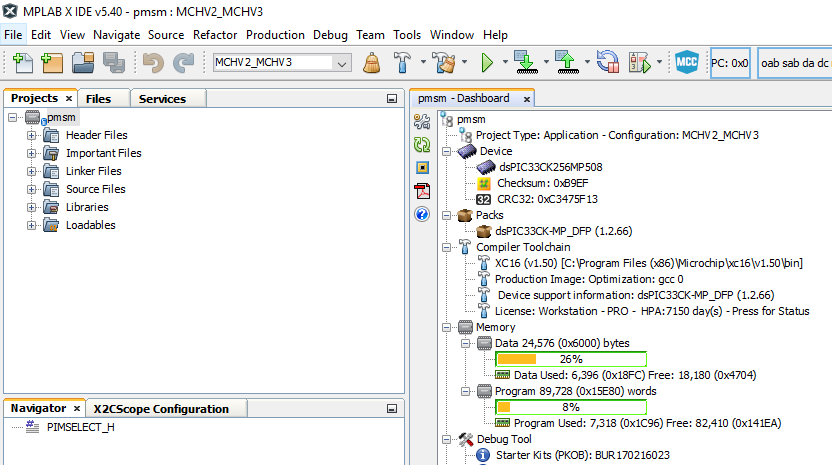 MPLAB X IDE v5.40 - pmsm : MCHV2_MCHV3
File Edit View Navigate Source Refactor Production Debug Team Tools Window Help
MCHV2_MCHV3
MCC
PC: 0x0
oab sab da dc
Projects
Files
Services
pmsm
Header Files
Important Files
Linker Files
Source Files
Libraries
Loadables
Navigator
X2CScope Configuration
PIMSELECT_H
pmsm - Dashboard
pmsm
Project Type: Application - Configuration: MCHV2_MCHV3
Device
dsPIC33CK256MP508
Checksum: 0xB9EF
32 CRC32: 0xC3475F13
Packs
dsPIC33CK-MP_DFP (1.2.66)
Compiler Toolchain
XC16 (v1.50) [C:\Program Files (x86)\Microchip\xc16\v1.50\bin]
Production Image: Optimization: gcc 0
Device support information: dsPIC33CK-MP_DFP (1.2.66)
License: Workstation - PRO - HPA:7150 day(s) - Press for Status
Memory
Data 24,576 (0x6000) bytes
26%
Data Used: 6,396 (0x18FC) Free: 18,180 (0x4704)
Program 89,728 (0x15E80) words
8%
Program Used: 7,318 (0x1C96) Free: 82,410 (0x141EA)
Debug Tool
Starter Kits (PKOB): BUR170216023